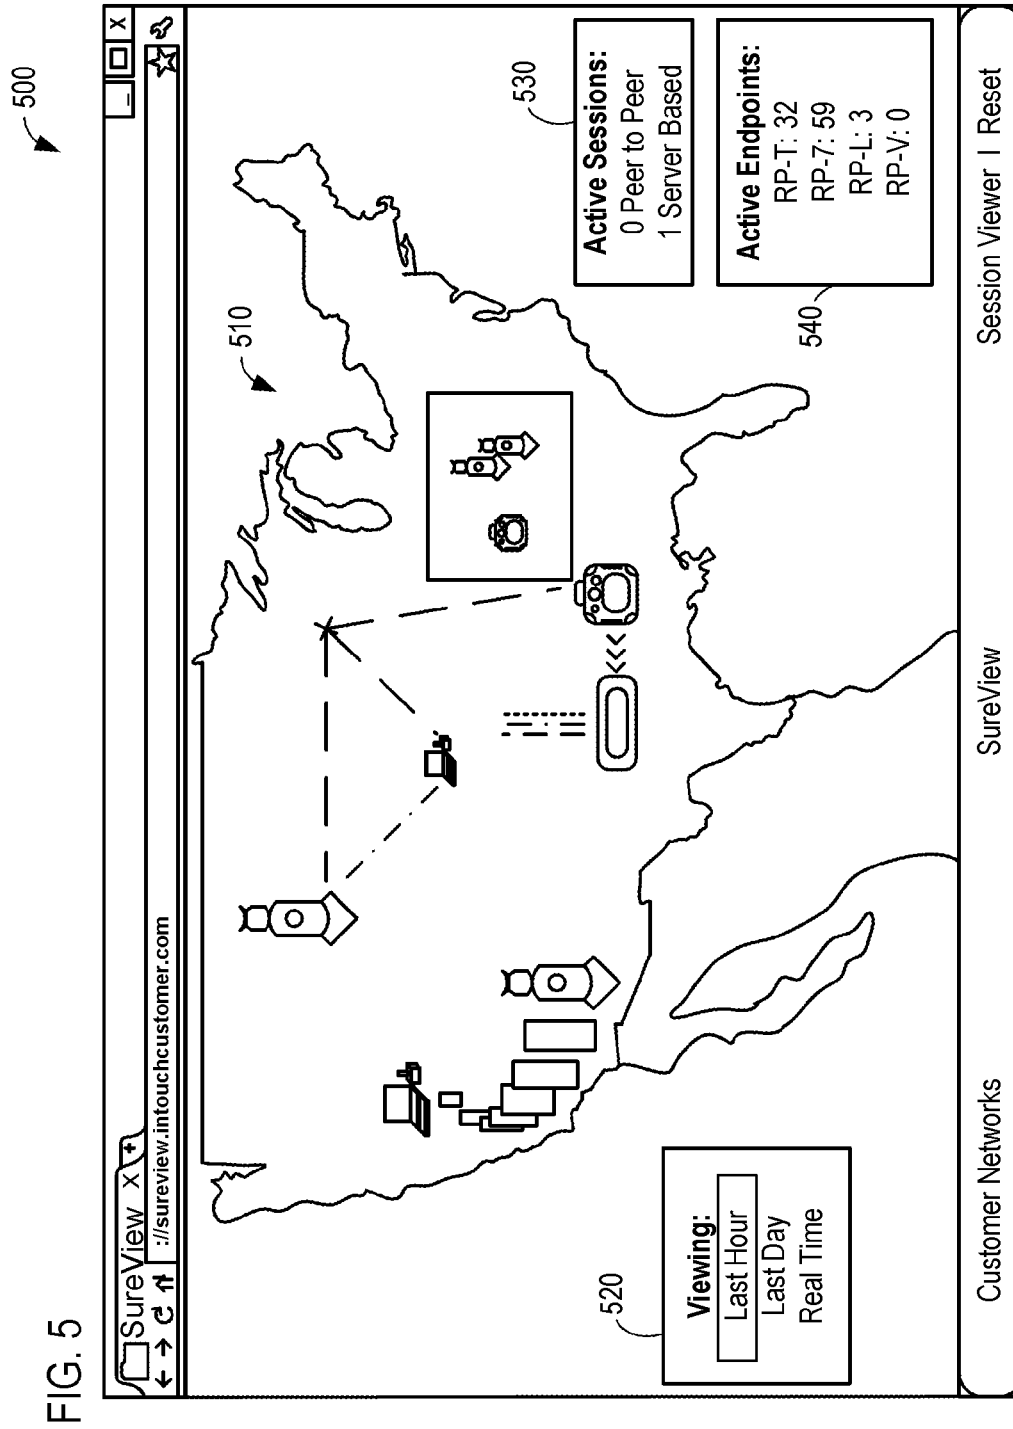 FIG. 5
500
SureView X +
_ X
://sureview.intouchcustomer.com
510
520
Viewing:
Last Hour
Last Day
Real Time
530
Active Sessions:
0 Peer to Peer
1 Server Based
540
Active Endpoints:
RP-T: 32
RP-7: 59
RP-L: 3
RP-V: 0
Customer Networks
SureView
Session Viewer | Reset